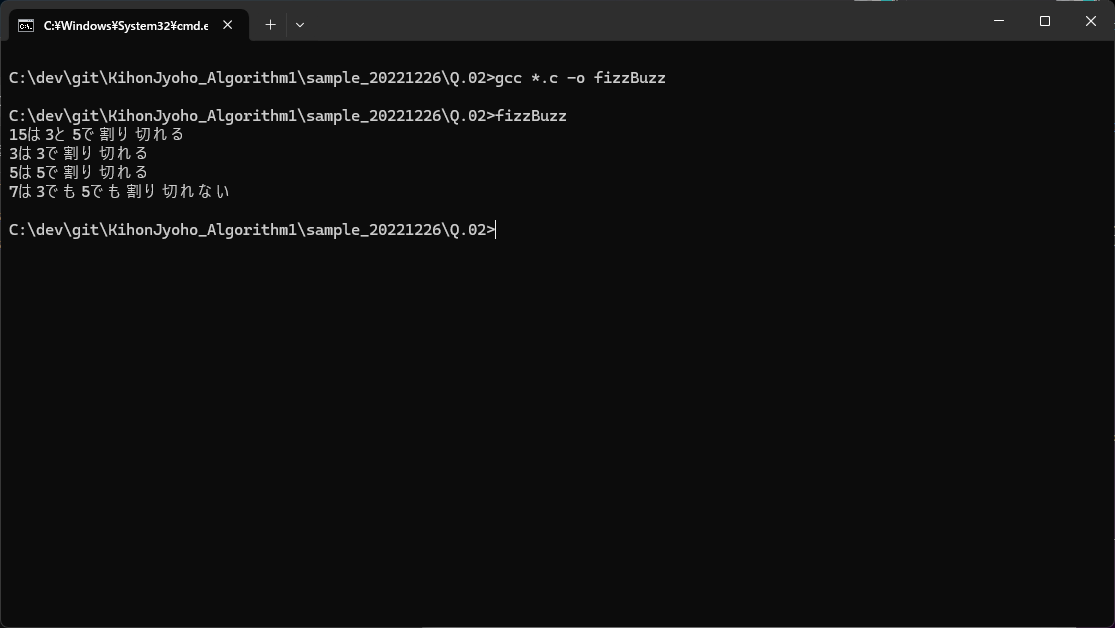 C:¥Windows¥System32¥cmd.e
C:\dev\git\KihonJyoho_Algorithm1\sample_20221226\Q.02>gcc *.c -o fizzBuzz
C:\dev\git\KihonJyoho_Algorithm1\sample_20221226\Q.02>fizzBuzz
15は3と5で割り切れる
3は3で割り切れる
5は5で割り切れる
7は3でも5でも割り切れない
C:\dev\git\KihonJyoho_Algorithm1\sample_20221226\Q.02>